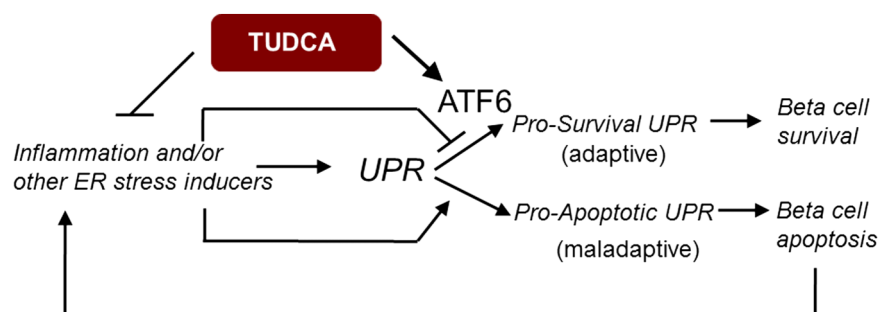 TUDCA
ATF6
Inflammation and/or
other ER stress inducers
UPR
Pro-Survival UPR
(adaptive)
Beta cell
survival
Pro-Apoptotic UPR
(maladaptive)
Beta cell
apoptosis